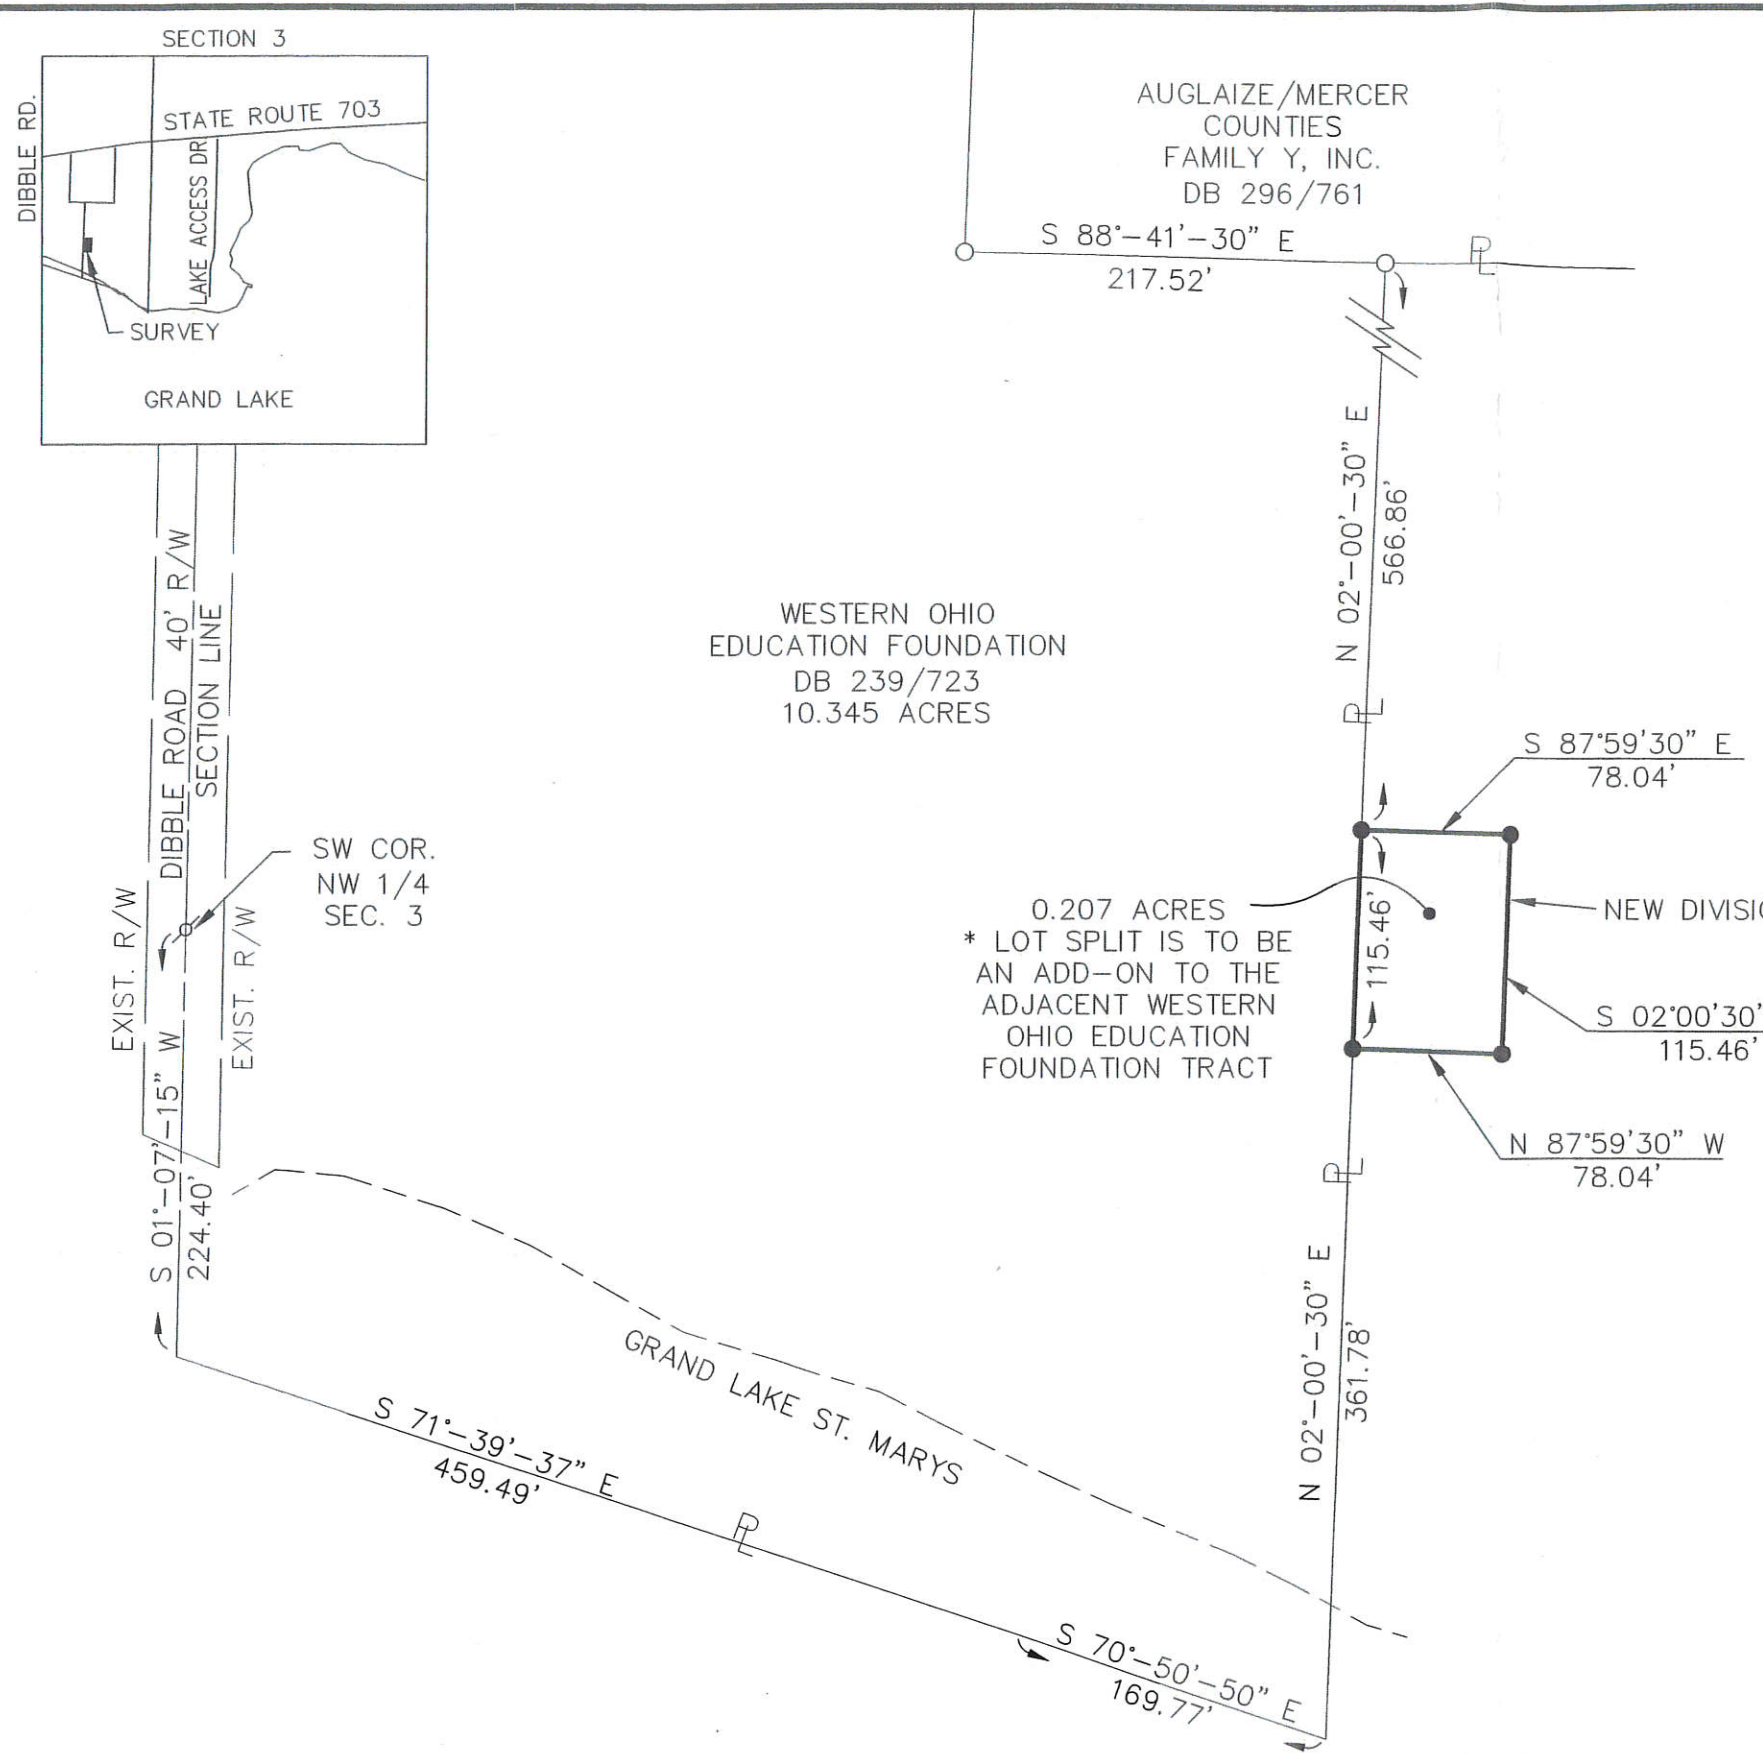 SECTION 3
DIBBLE RD.
STATE ROUTE 703
LAKE ACCESS DR
SURVEY
GRAND LAKE
AUGLAIZE/MERCER
COUNTIES
FAMILY Y, INC.
DB 296/761
S 88°-41'-30" E
217.52'
PL
N 02°-00'-30" E
566.86'
PL
WESTERN OHIO
EDUCATION FOUNDATION
DB 239/723
10.345 ACRES
DIBBLE ROAD 40' R/W
SECTION LINE
EXIST. R/W
EXIST. R/W
SW COR.
NW 1/4
SEC. 3
S 01°-07'-15" W
224.40'
S 87°59'30" E
78.04'
0.207 ACRES
* LOT SPLIT IS TO BE
AN ADD-ON TO THE
ADJACENT WESTERN
OHIO EDUCATION
FOUNDATION TRACT
115.46'
NEW
S 02°00'30"
115.46'
N 87°59'30" W
78.04'
PL
N 02°-00'-30" E
361.78'
GRAND LAKE ST. MARYS
S 71°-39'-37" E
459.49'
PL
S 70°-50'-50" E
169.77'